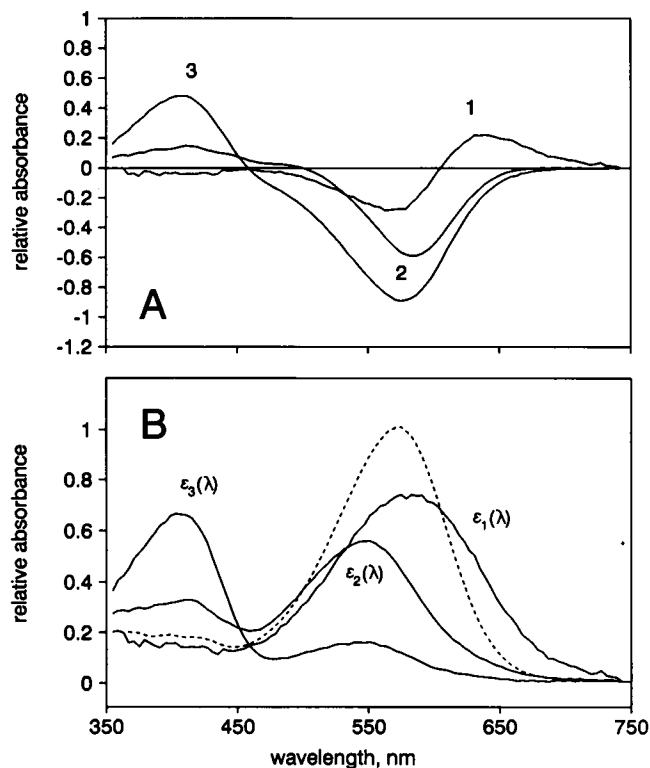 1
0.8
0.6
0.4
0.2
0
-0.2
-0.4
-0.6
-0.8
-1
-1.2
relative absorbance
3
1
2
A
1
0.8
0.6
0.4
0.2
0
relative absorbance
B
ε₃(λ)
ε₁(λ)
ε₂(λ)
350 450 550 650 750
wavelength, nm